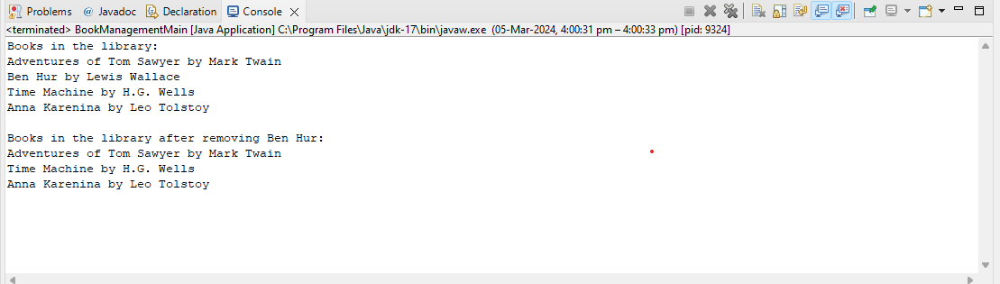 Problems @ Javadoc Declaration Console
<terminated> BookManagementMain [Java Application] C:\Program Files\Java\jdk-17\bin\javaw.exe (05-Mar-2024, 4:00:31 pm – 4:00:33 pm) [pid: 9324]
Books in the library:
Adventures of Tom Sawyer by Mark Twain
Ben Hur by Lewis Wallace
Time Machine by H.G. Wells
Anna Karenina by Leo Tolstoy

Books in the library after removing Ben Hur:
Adventures of Tom Sawyer by Mark Twain
Time Machine by H.G. Wells
Anna Karenina by Leo Tolstoy